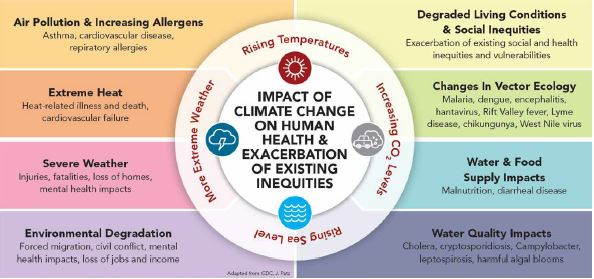 Air Pollution & Increasing Allergens
Asthma, cardiovascular disease,
repiratory allergies
Extreme Heat
Heat-related illness and death,
cardiovascular failure
Severe Weather
Injuries, fatalities, loss of homes,
mental health impacts
Environmental Degradation
Forced migration, civil conflict, mental
health impacts, loss of jobs and income
Rising Temperatures
More Extreme Weather
IMPACT OF
CLIMATE CHANGE
ON HUMAN
HEALTH &
EXACERBATION
OF EXISTING
INEQUITIES
Increasing CO2 Levels
Rising Sea Level
Degraded Living Conditions
& Social Inequities
Exacerbation of existing social and health
inequities and vulnerabilities
Changes In Vector Ecology
Malaria, dengue, encephalitis,
hantavirus, Rift Valley fever, Lyme
disease, chikungunya, West Nile virus
Water & Food
Supply Impacts
Malnutrition, diarrheal disease
Water Quality Impacts
Cholera, cryptosporidiosis, Campylobacter,
leptospirosis, harmful algal blooms
Adapted from (CDC, J. Patz